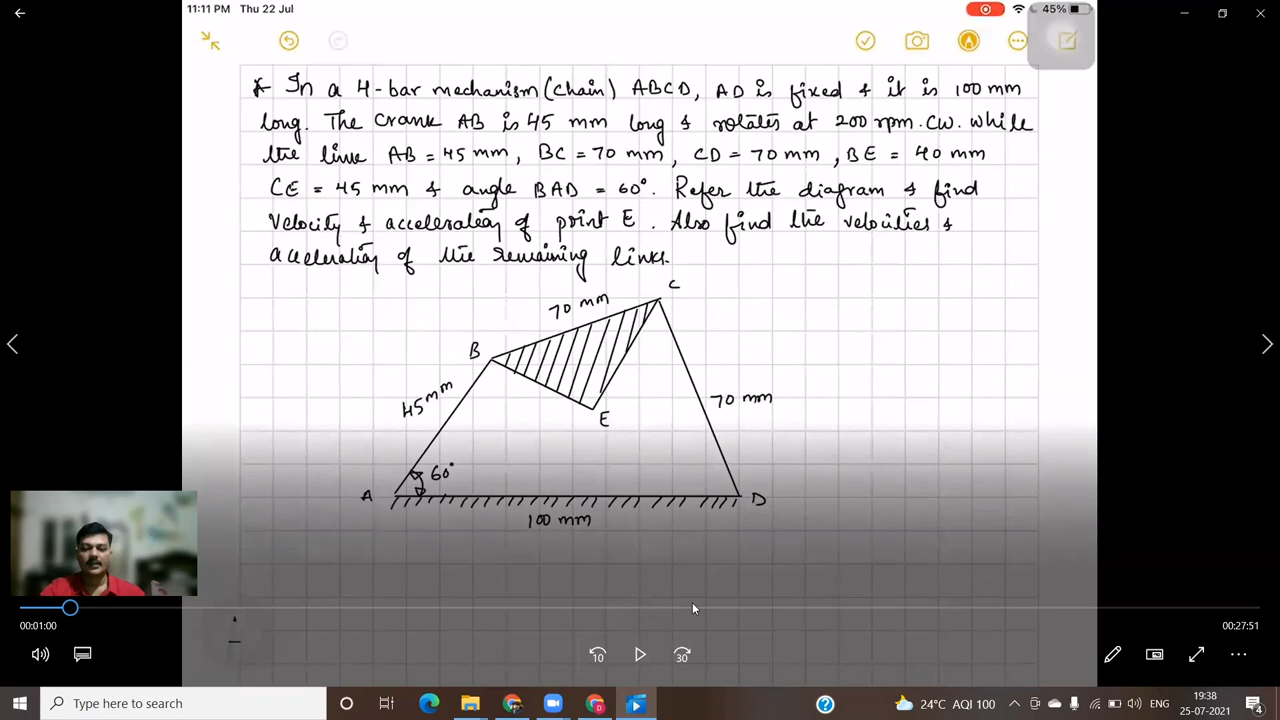 11:11 PM Thu 22 Jul
45%
In a 4-bar mechanism (chain) ABCD, AD is fixed & it is 100 mm
long. The crank AB is 45 mm long & rotates at 200 rpm. CW. while
the link AB = 45 mm, BC = 70 mm, CD = 70 mm, BE = 40 mm
CE = 45 mm & angle BAD = 60°. Refer the diagram & find
velocity & acceleration of point E. Also find the velocities &
acceleration of the remaining links.
C
70 mm
B
45mm
70 mm
E
60°
A
D
100 mm
00:01:00
00:27:51
10
30
Type here to search
24°C AQI 100
19:38
25-07-2021
4